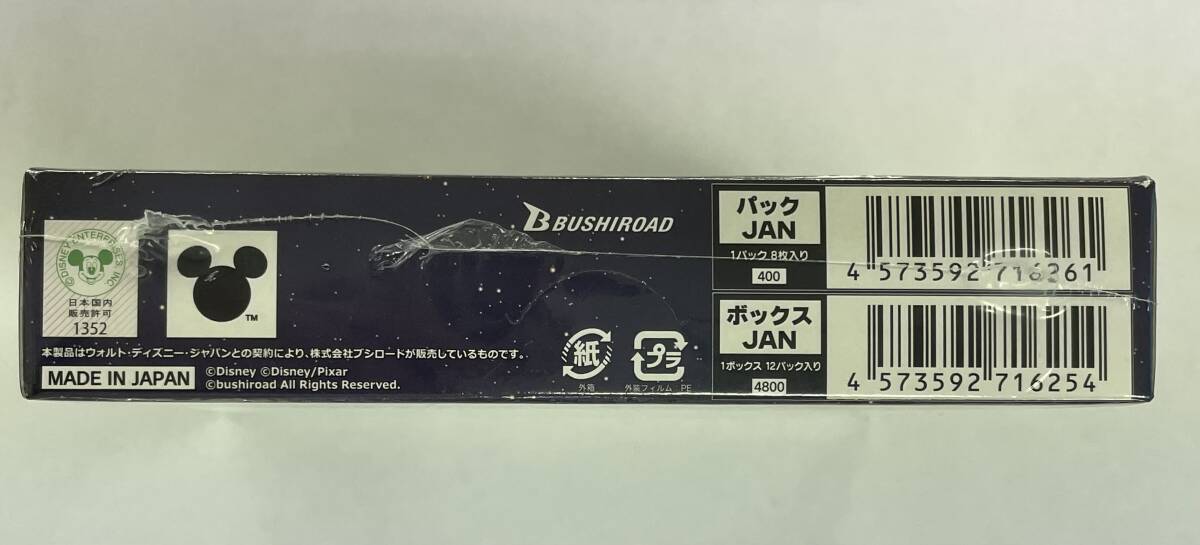 ©DISNEY ENTERPRISES, INC
日本国内
販売許可
1352
TM
本製品はウォルト・ディズニー・ジャパンとの契約により、株式会社ブシロードが販売しているものです。
MADE IN JAPAN
©Disney ©Disney/Pixar
©bushiroad All Rights Reserved.
BUSHIROAD
紙
外箱
プラ
外装フィルム PE
パック
JAN
1パック 8枚入り
400
4 573592 716261
ボックス
JAN
1ボックス 12パック入り
4800
4 573592 716254